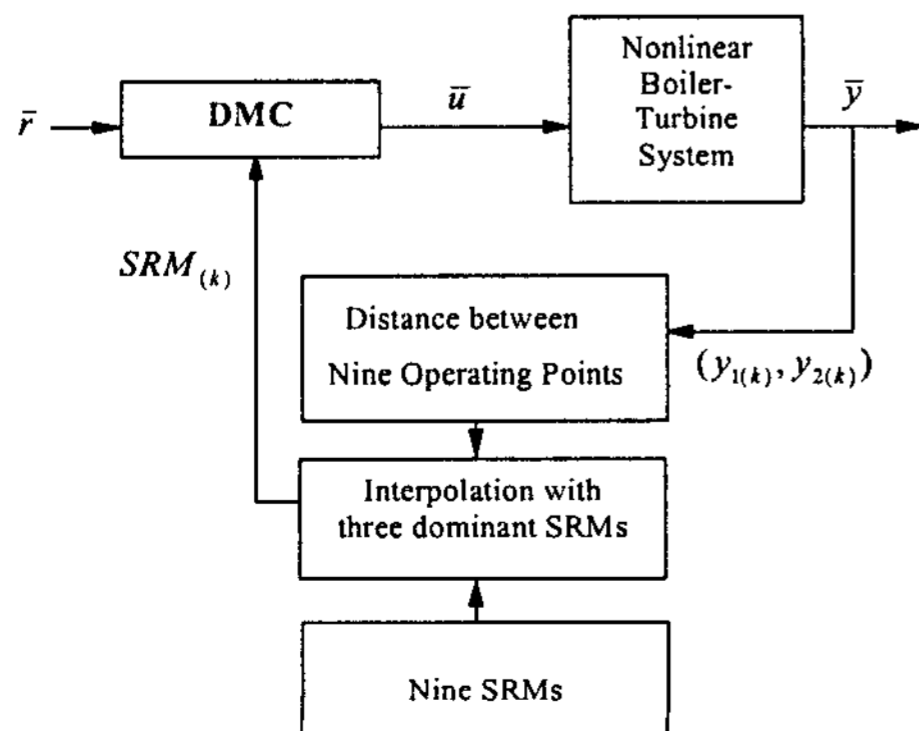 Nonlinear
Boiler-
Turbine
System
r̅
DMC
u̅
y̅
SRM₍ₖ₎
Distance between
Nine Operating Points
(y₁₍ₖ₎, y₂₍ₖ₎)
Interpolation with
three dominant SRMs
Nine SRMs